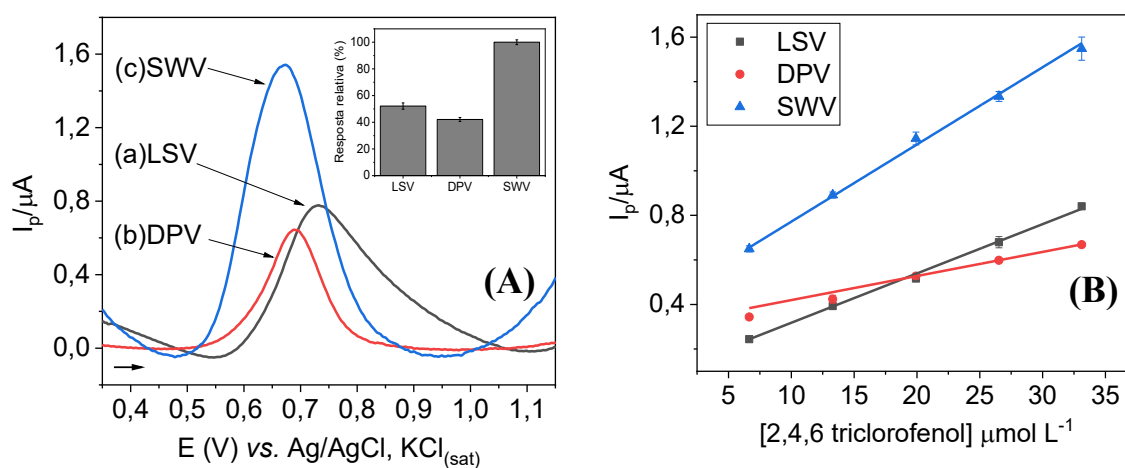 1,6
1,2
0,8
0,4
0,0
I_p/μA
(c)SWV
(a)LSV
(b)DPV
(A)
0,4 0,5 0,6 0,7 0,8 0,9 1,0 1,1
E (V) vs. Ag/AgCl, KCl(sat)
Resposta relativa (%)
100
80
60
40
20
0
LSV DPV SWV
1,6
1,2
0,8
0,4
I_p/μA
LSV
DPV
SWV
(B)
5 10 15 20 25 30 35
[2,4,6 triclorofenol] μmol L⁻¹